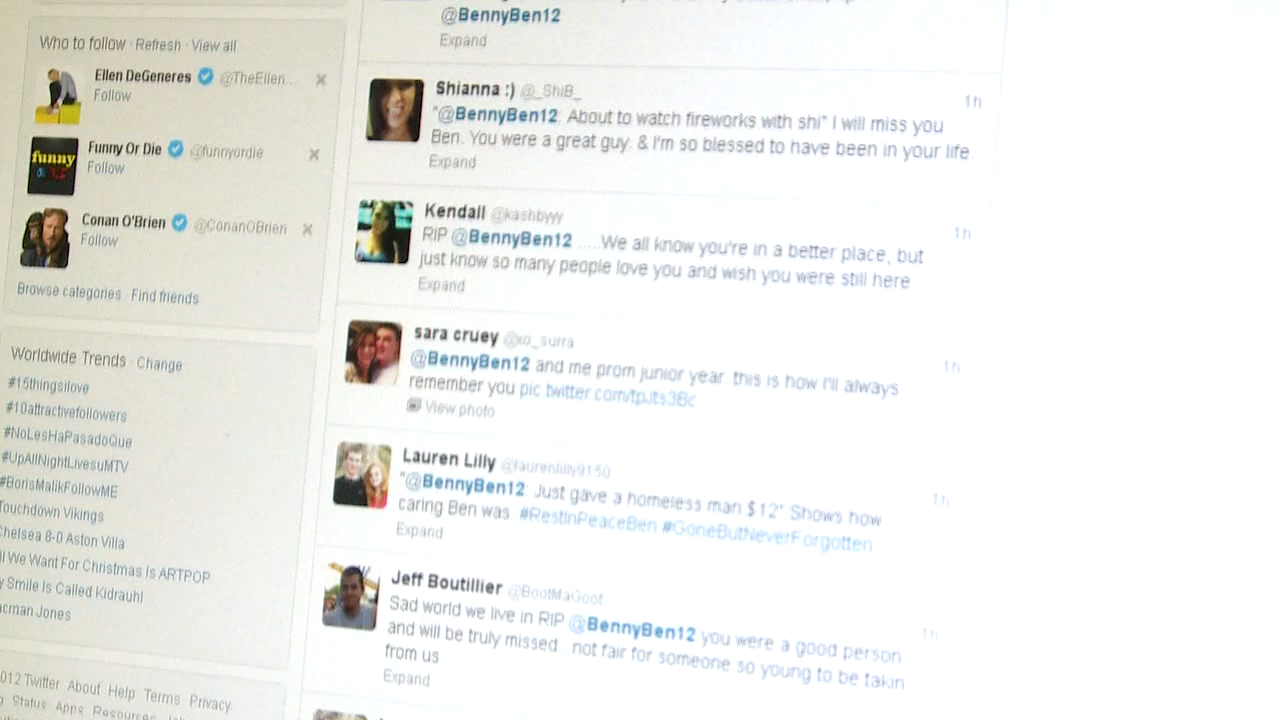 Who to follow · Refresh · View all
Ellen DeGeneres @TheEllen...
Follow
Funny Or Die @funnyordie
Follow
funny
Conan O'Brien @ConanOBrien
Follow
Browse categories · Find friends
Worldwide Trends · Change
#15thingsilove
#10attractivefollowers
#NoLesHaPasadoQue
#UpAllNightLivesuMTV
#BorisMalikFollowME
Touchdown Vikings
Chelsea 8-0 Aston Villa
ll We Want For Christmas Is ARTPOP
y Smile Is Called Kidrauhl
acman Jones
012 Twitter About Help Terms Privacy
Status Apps Resources
@BennyBen12
Expand
Shianna :) @_ShiB_
1h
"@BennyBen12: About to watch fireworks with shi" I will miss you
Ben. You were a great guy. & I'm so blessed to have been in your life.
Expand
Kendall @kashbyyy
1h
RIP @BennyBen12 .....We all know you're in a better place, but
just know so many people love you and wish you were still here
Expand
sara cruey @xo_surra
1h
@BennyBen12 and me prom junior year. this is how I'll always
remember you pic.twitter.com/tpJts3Bc
View photo
Lauren Lilly @laurenlilly9150
1h
"@BennyBen12: Just gave a homeless man $12" Shows how
caring Ben was. #RestInPeaceBen #GoneButNeverForgotten
Expand
Jeff Boutillier @BootMaGoot
1h
Sad world we live in RIP @BennyBen12 you were a good person
and will be truly missed . not fair for someone so young to be takin
from us
Expand